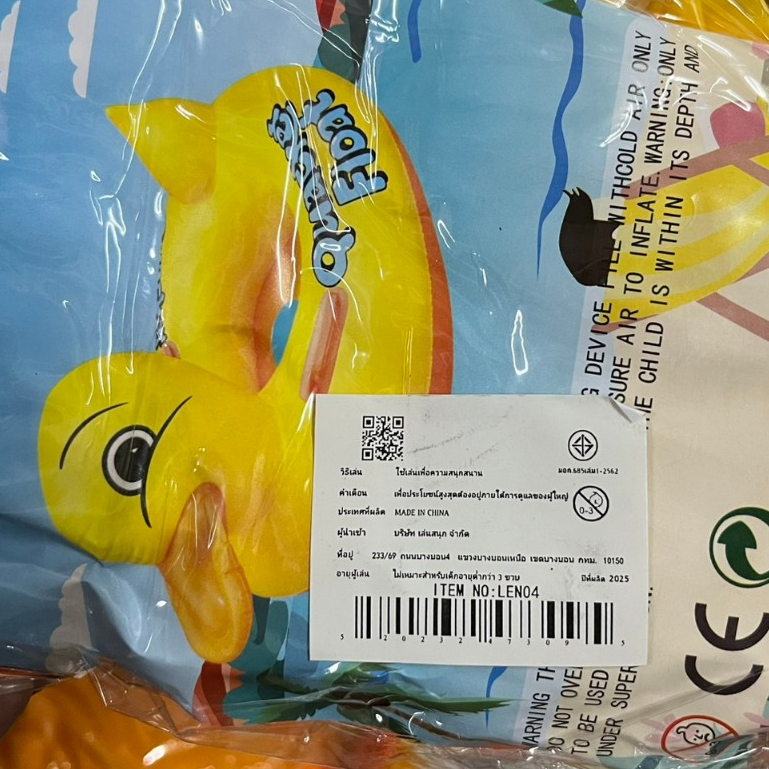 Quacking
Float
DEVICE FILL WITHCOLD AIR ONLY
SURE AIR TO INFLATE. WARNING:ONLY
CHILD IS WITHIN ITS DEPTH AND
มอก.685เล่ม1-2562
วิธีเล่น ใช้เล่นเพื่อความสนุกสนาน
คำเตือน เพื่อประโยชน์สูงสุดต้องอยู่ภายใต้การดูแลของผู้ใหญ่
0-3
ประเทศที่ผลิต MADE IN CHINA
ผู้นำเข้า บริษัท เล่นสนุก จำกัด
ที่อยู่ 233/69 ถนนบางบอน4 แขวงบางบอนเหนือ เขตบางบอน กทม. 10150
อายุผู้เล่น ไม่เหมาะสำหรับเด็กอายุต่ำกว่า 3 ขวบ ปีที่ผลิต 2025
ITEM NO:LEN04
5 202324 730915
WARNING
DO NOT
TO BE USED
UNDER
CE